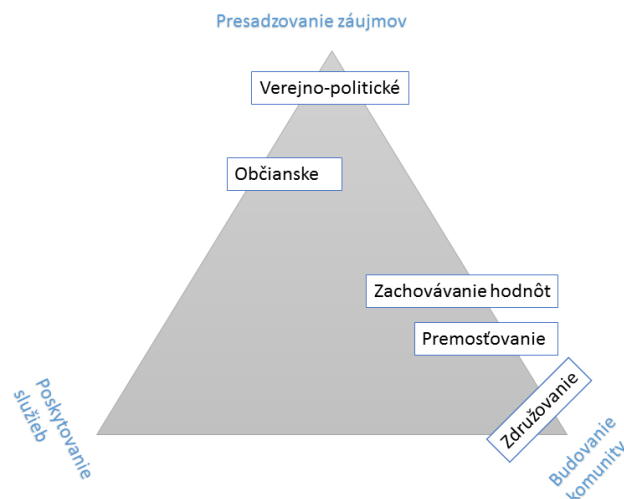 Presadzovanie záujmov
Verejno-politické
Občianske
Zachovávanie hodnôt
Premosťovanie
Združovanie
Poskytovanie
služieb
Budovanie
komunity